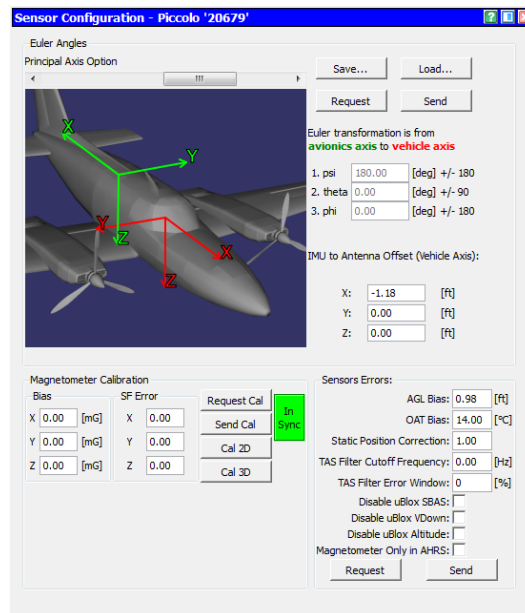 Sensor Configuration - Piccolo '20679'
Euler Angles
Principal Axis Option
Save... Load...
Request Send
X
Y
Z
Y
X
Z
Euler transformation is from
avionics axis to vehicle axis
1. psi 180.00 [deg] +/- 180
2. theta 0.00 [deg] +/- 90
3. phi 0.00 [deg] +/- 180
IMU to Antenna Offset (Vehicle Axis):
X: -1.18 [ft]
Y: 0.00 [ft]
Z: 0.00 [ft]
Magnetometer Calibration
Bias SF Error
X 0.00 [mG] X 0.00
Y 0.00 [mG] Y 0.00
Z 0.00 [mG] Z 0.00
Request Cal
Send Cal
Cal 2D
Cal 3D
In
Sync
Sensors Errors:
AGL Bias: 0.98 [ft]
OAT Bias: 14.00 [ºC]
Static Position Correction: 1.00
TAS Filter Cutoff Frequency: 0.00 [Hz]
TAS Filter Error Window: 0 [%]
Disable uBlox SBAS:
Disable uBlox VDown:
Disable uBlox Altitude:
Magnetometer Only in AHRS:
Request Send